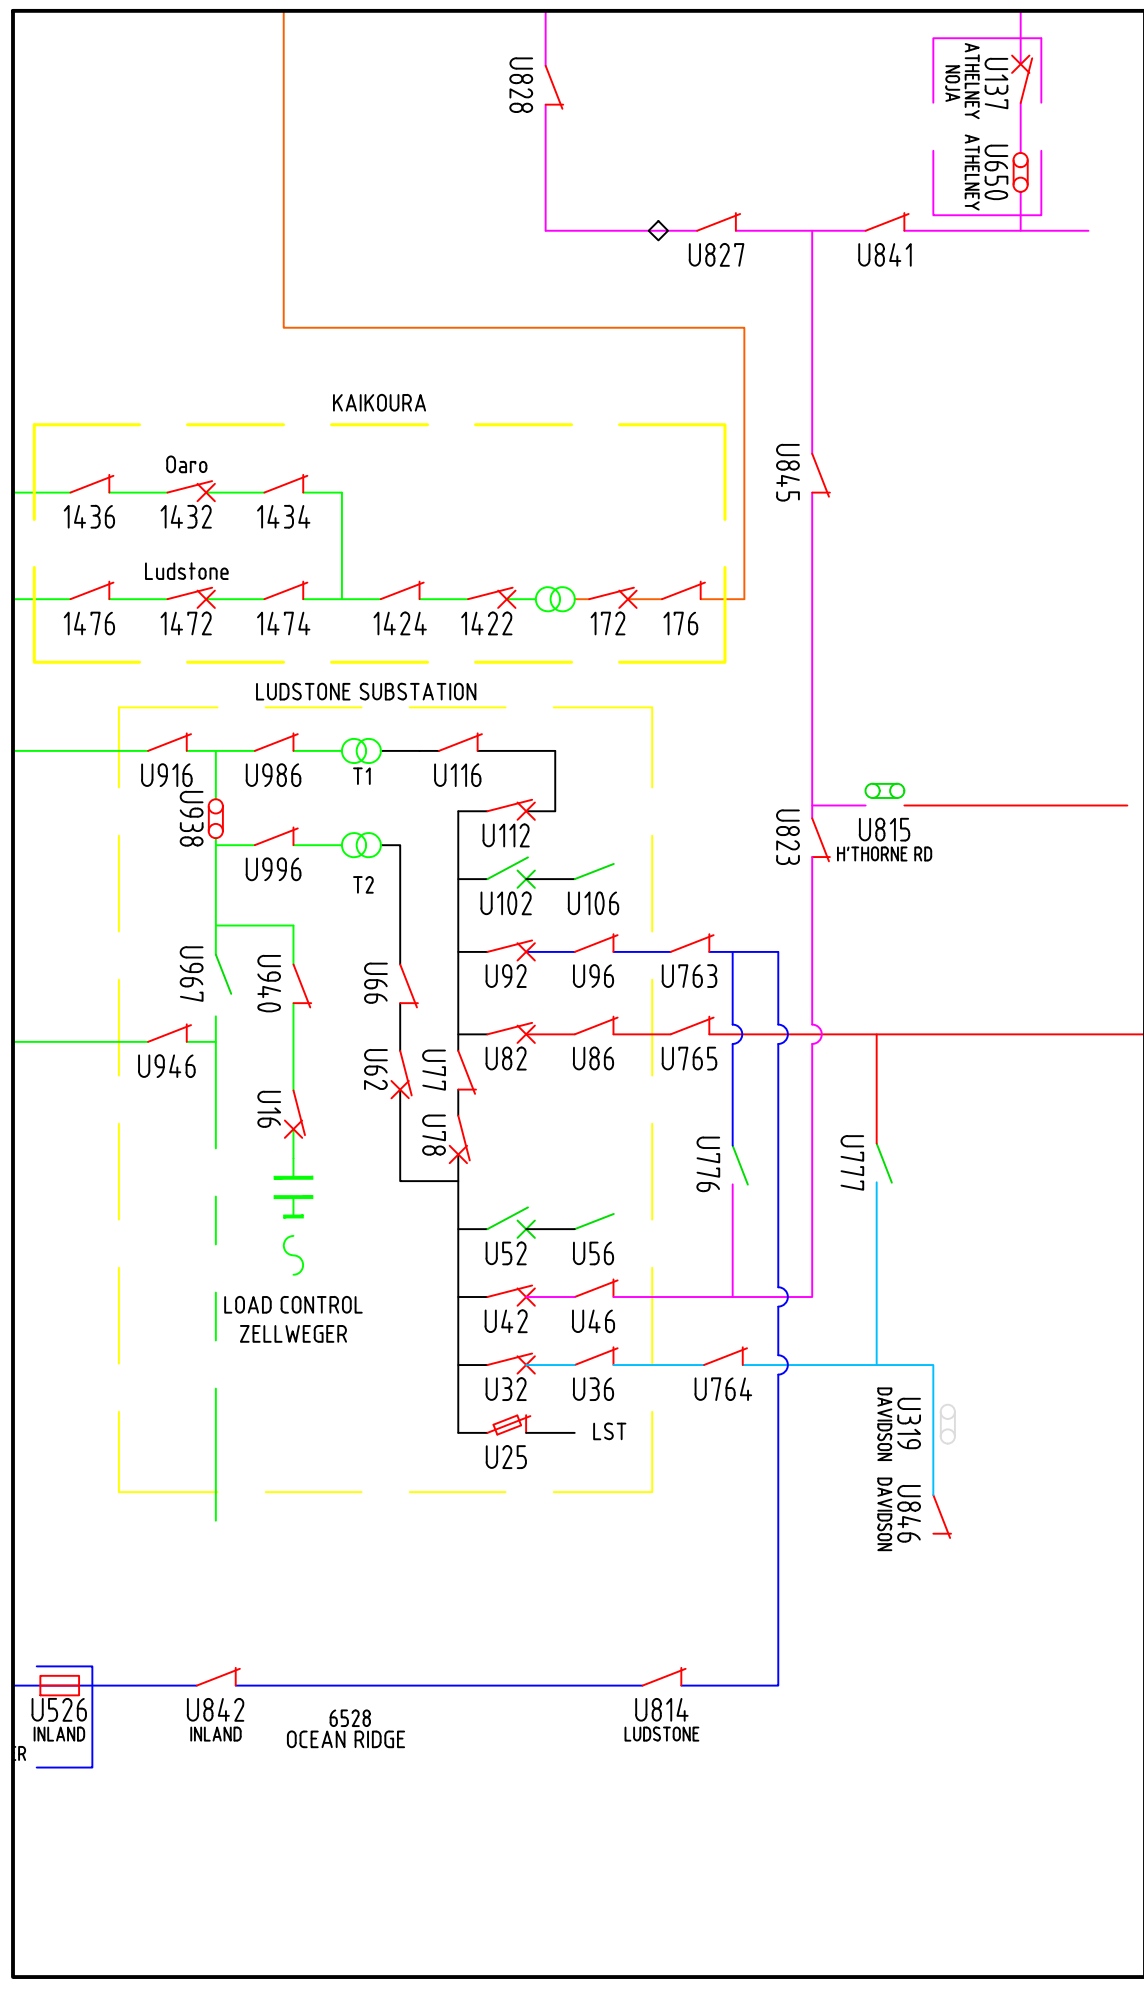 U828
U137
ATHELNEY
NOJA
U650
ATHELNEY
U827
U841
KAIKOURA
Oaro
1436
1432
1434
U845
Ludstone
1476
1472
1474
1424
1422
172
176
LUDSTONE SUBSTATION
U916
U986
T1
U116
U938
U112
U823
U815
H'THORNE RD
U996
T2
U102
U106
U967
U940
U66
U92
U96
U763
U946
U16
U62
U77
U82
U86
U765
U78
U776
U777
U52
U56
LOAD CONTROL
ZELLWEGER
U42
U46
U32
U36
U764
U319
DAVIDSON
U25
LST
U846
DAVIDSON
U526
INLAND
ER
U842
INLAND
6528
OCEAN RIDGE
U814
LUDSTONE